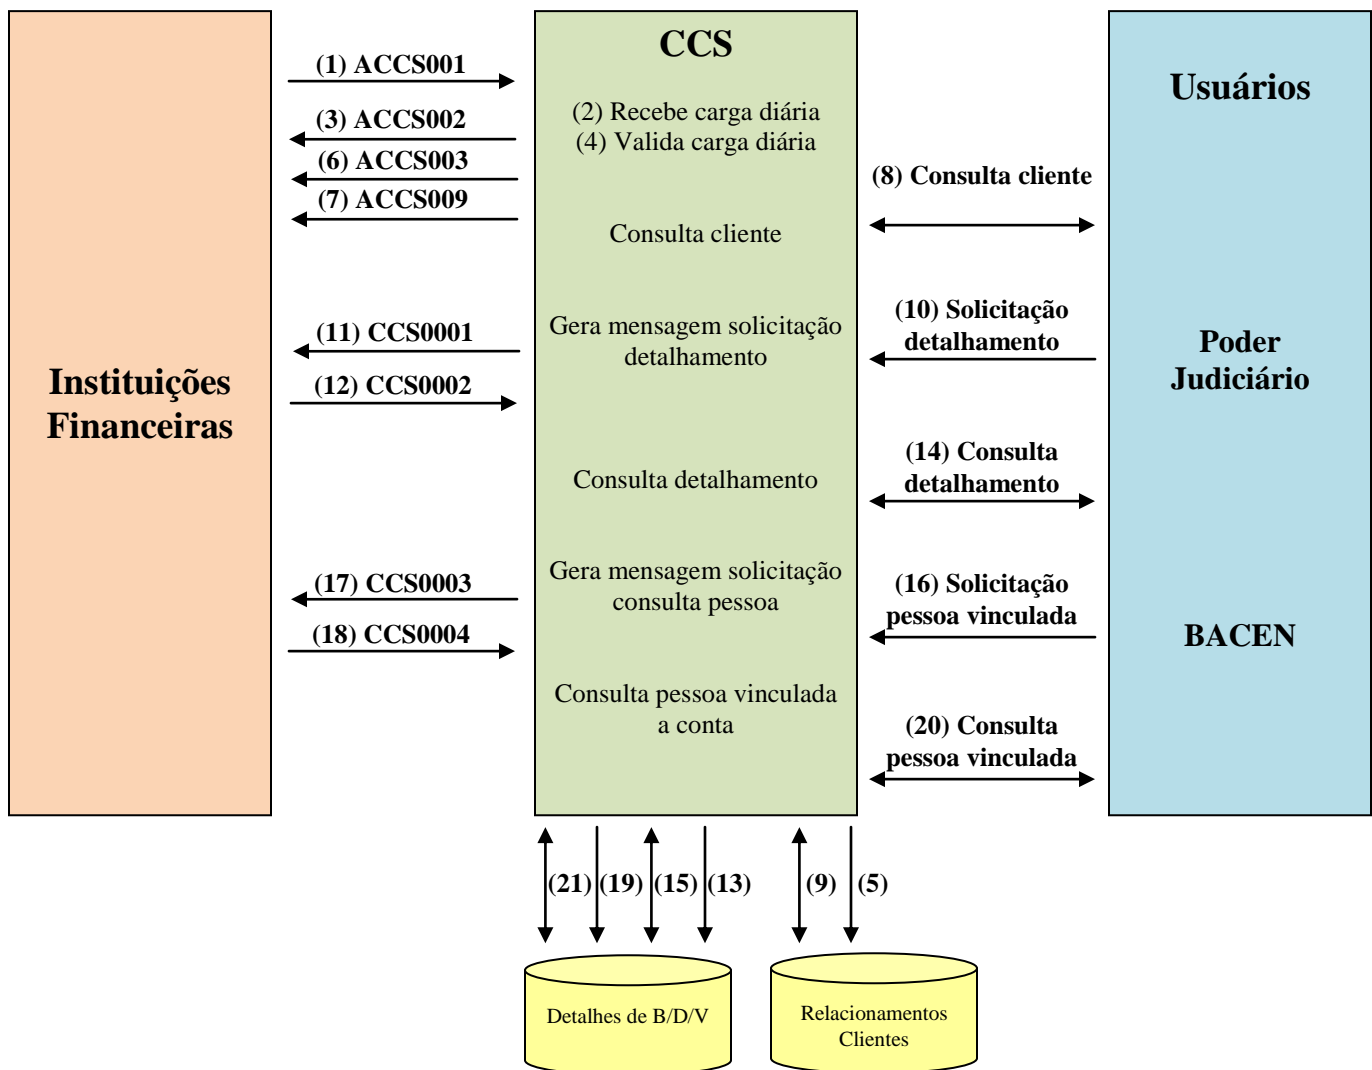 CCS
(1) ACCS001
Usuários
(2) Recebe carga diária
(3) ACCS002
(4) Valida carga diária
(6) ACCS003
(8) Consulta cliente
(7) ACCS009
Consulta cliente
(10) Solicitação
detalhamento
Gera mensagem solicitação
detalhamento
(11) CCS0001
Poder
Judiciário
Instituições
Financeiras
(12) CCS0002
(14) Consulta
detalhamento
Consulta detalhamento
Gera mensagem solicitação
consulta pessoa
(17) CCS0003
(16) Solicitação
pessoa vinculada
(18) CCS0004
BACEN
Consulta pessoa vinculada
a conta
(20) Consulta
pessoa vinculada
(21) (19) (15) (13) (9) (5)
Detalhes de B/D/V
Relacionamentos
Clientes